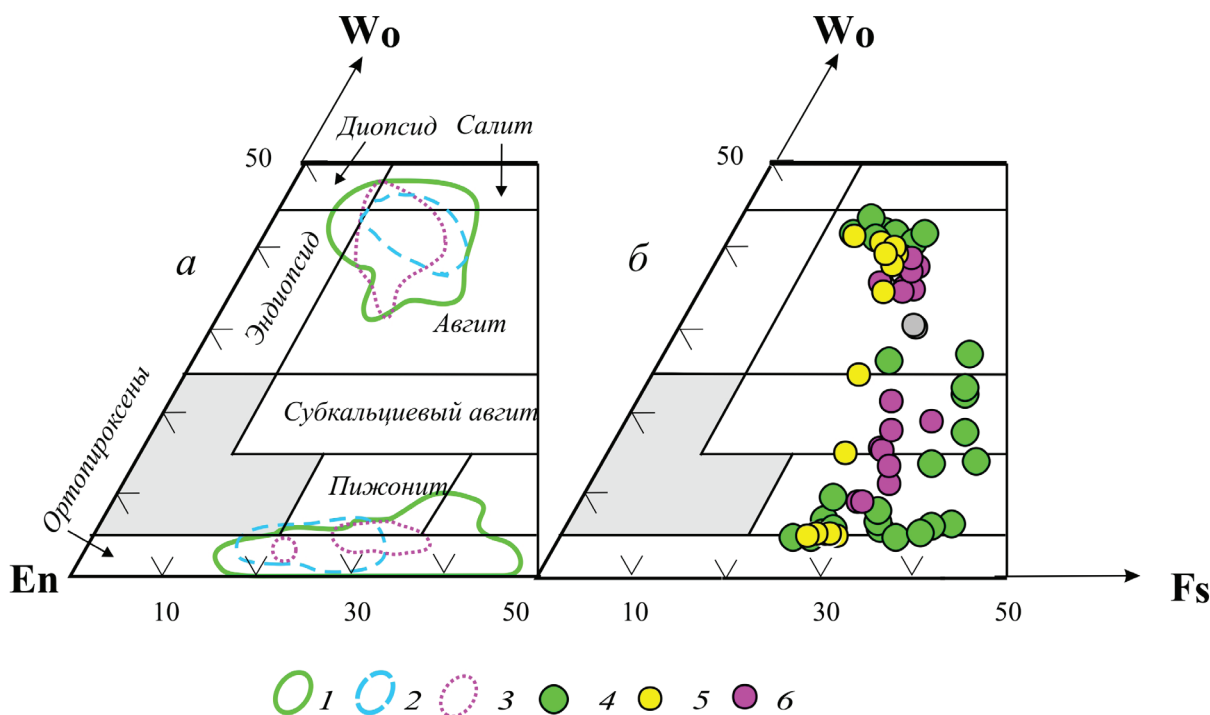 Wo
Wo
Диопсид
Салит
50
50
а
б
Эндиопсид
Авгит
Ортопироксены
Субкальциевый авгит
Пижонит
En
Fs
10
30
50
10
30
50
1
2
3
4
5
6